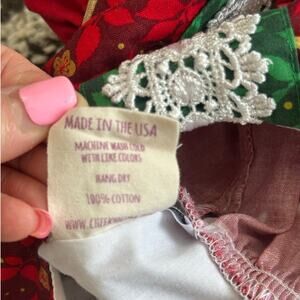 MADE IN THE USA
MACHINE WASH COLD
WITH LIKE COLORS
HANG DRY
100% COTTON